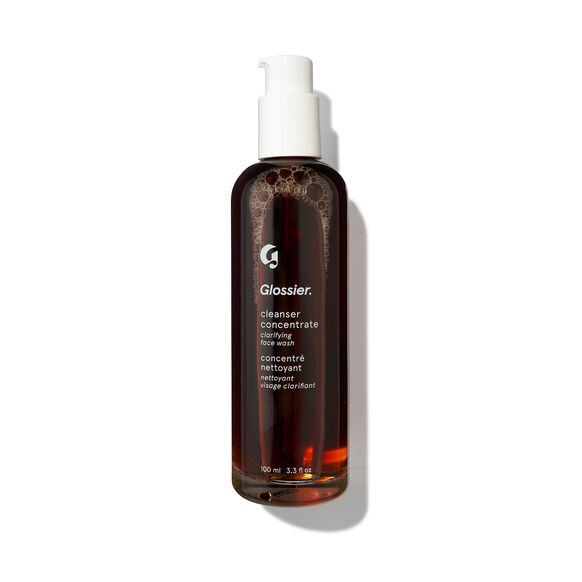 G
Glossier.
cleanser
concentrate
clarifying
face wash
concentré
nettoyant
nettoyant
visage clarifiant
100 ml 3.3 fl oz